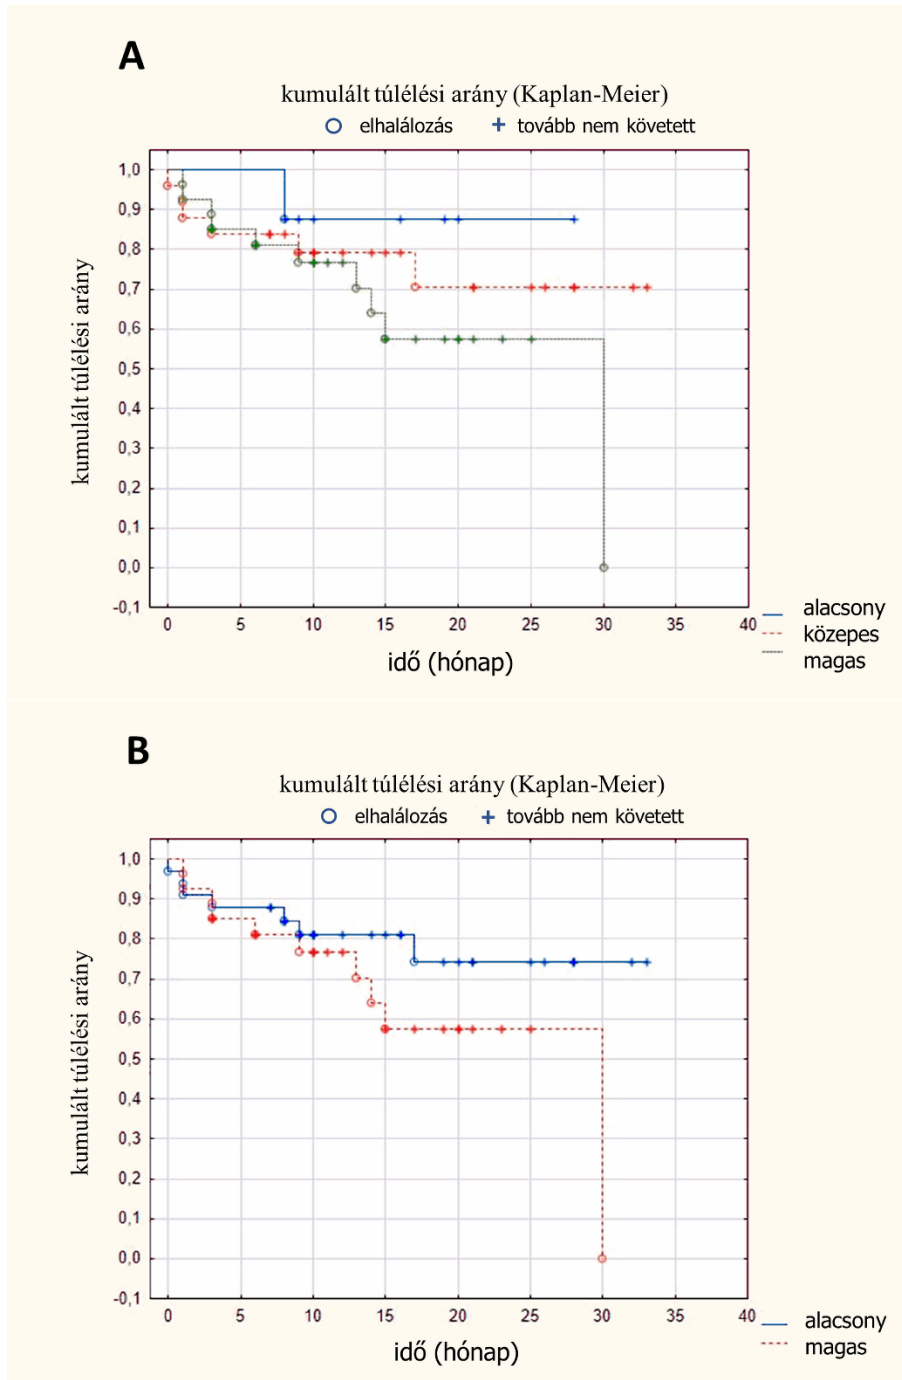 A
kumulált túlélési arány (Kaplan-Meier)
elhalálozás tovább nem követett
kumulált túlélési arány
1,0
0,9
0,8
0,7
0,6
0,5
0,4
0,3
0,2
0,1
0,0
-0,1
0 5 10 15 20 25 30 35 40
idő (hónap)
alacsony
közepes
magas
B
kumulált túlélési arány (Kaplan-Meier)
elhalálozás tovább nem követett
kumulált túlélési arány
1,0
0,9
0,8
0,7
0,6
0,5
0,4
0,3
0,2
0,1
0,0
-0,1
0 5 10 15 20 25 30 35 40
idő (hónap)
alacsony
magas